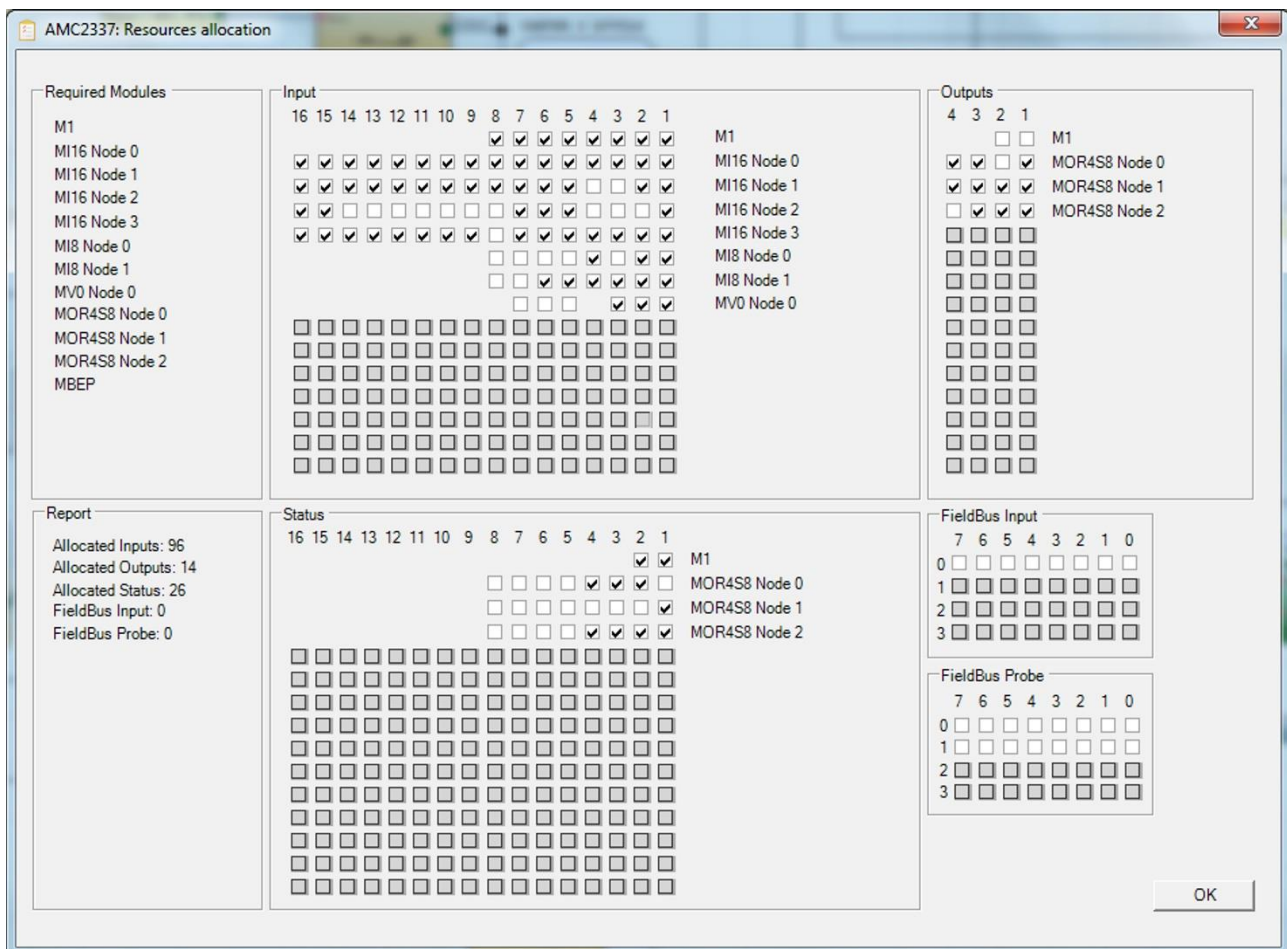 AMC2337: Resources allocation
Required Modules
M1
MI16 Node 0
MI16 Node 1
MI16 Node 2
MI16 Node 3
MI8 Node 0
MI8 Node 1
MV0 Node 0
MOR4S8 Node 0
MOR4S8 Node 1
MOR4S8 Node 2
MBEP
Input
16 15 14 13 12 11 10 9 8 7 6 5 4 3 2 1
M1
MI16 Node 0
MI16 Node 1
MI16 Node 2
MI16 Node 3
MI8 Node 0
MI8 Node 1
MV0 Node 0
Outputs
4 3 2 1
M1
MOR4S8 Node 0
MOR4S8 Node 1
MOR4S8 Node 2
Report
Allocated Inputs: 96
Allocated Outputs: 14
Allocated Status: 26
FieldBus Input: 0
FieldBus Probe: 0
Status
16 15 14 13 12 11 10 9 8 7 6 5 4 3 2 1
M1
MOR4S8 Node 0
MOR4S8 Node 1
MOR4S8 Node 2
FieldBus Input
7 6 5 4 3 2 1 0
0
1
2
3
FieldBus Probe
7 6 5 4 3 2 1 0
0
1
2
3
OK